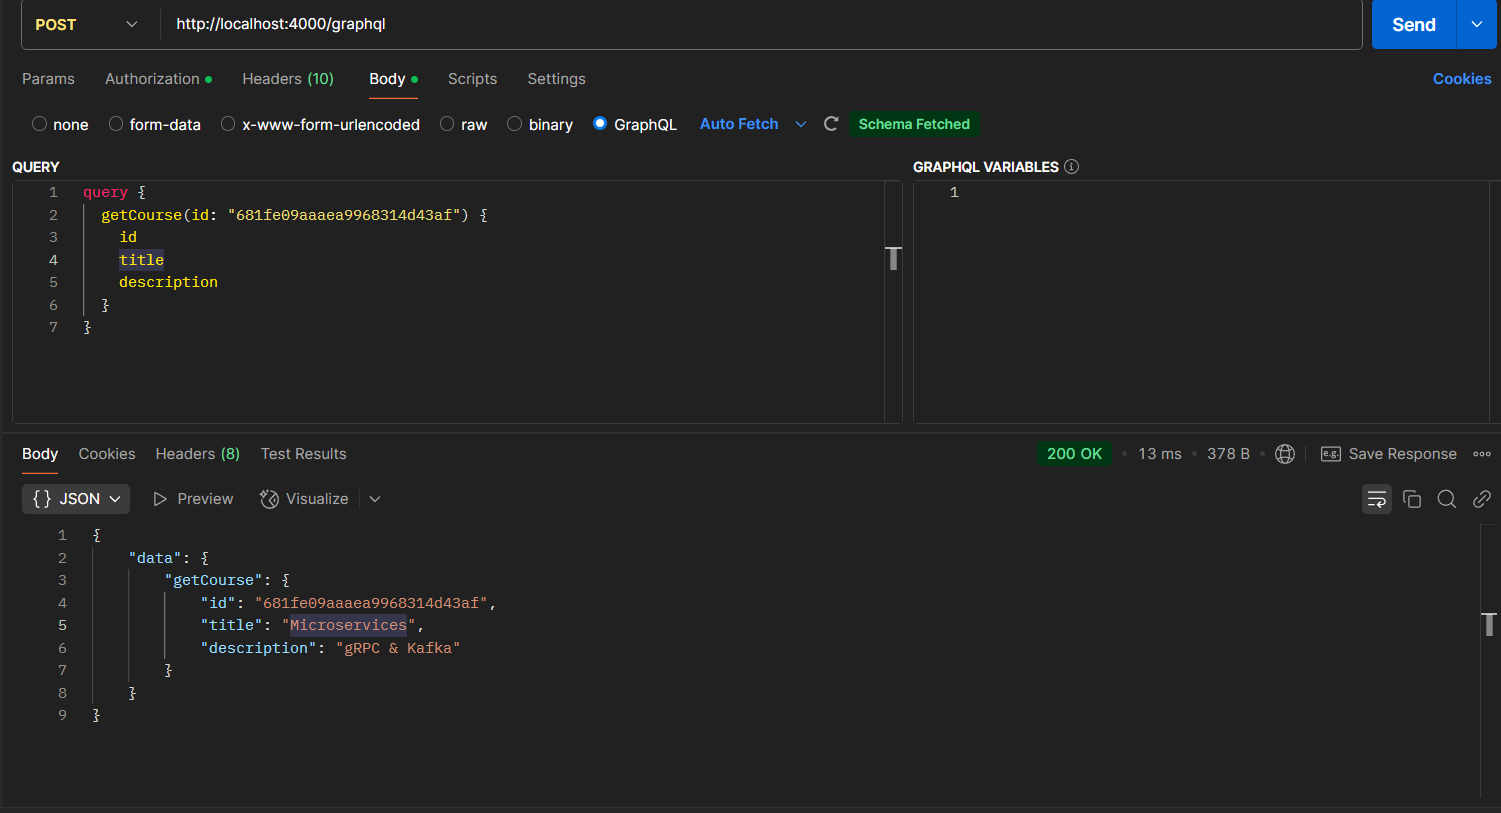 POST http://localhost:4000/graphql Send
Params Authorization Headers (10) Body Scripts Settings Cookies
none form-data x-www-form-urlencoded raw binary GraphQL Auto Fetch Schema Fetched
QUERY
1 query {
2 getCourse(id: "681fe09aaaea9968314d43af") {
3 id
4 title
5 description
6 }
7 }
GRAPHQL VARIABLES
1
Body Cookies Headers (8) Test Results 200 OK • 13 ms • 378 B • e.g. Save Response
{} JSON Preview Visualize
1 {
2 "data": {
3 "getCourse": {
4 "id": "681fe09aaaea9968314d43af",
5 "title": "Microservices",
6 "description": "gRPC & Kafka"
7 }
8 }
9 }